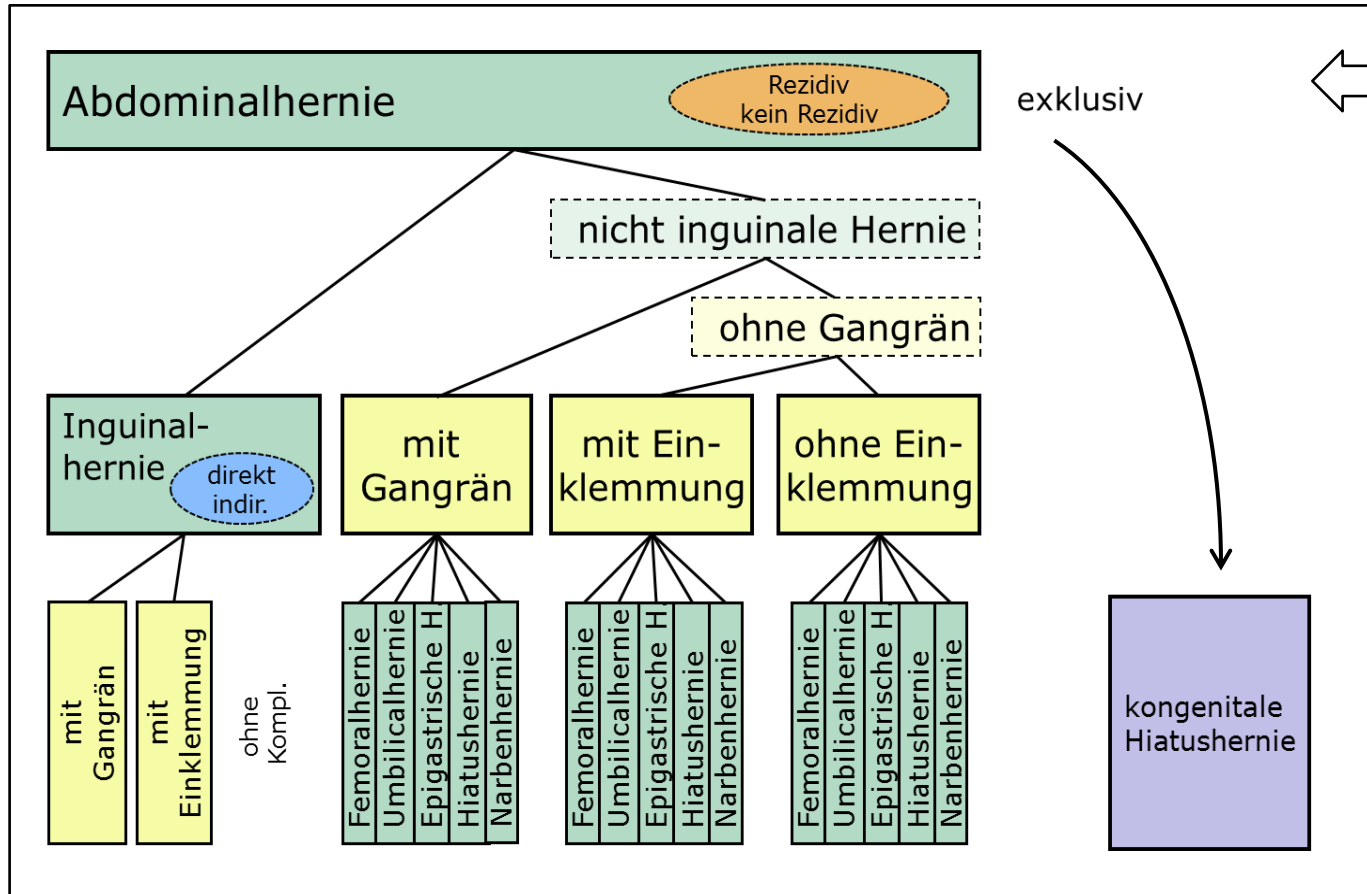 Abdominalhernie
Rezidiv
kein Rezidiv
exklusiv
nicht inguinale Hernie
ohne Gangrän
Inguinal-
hernie
direkt
indir.
mit
Gangrän
mit Ein-
klemmung
ohne Ein-
klemmung
mit
Gangrän
mit
Einklemmung
ohne
Kompl.
Femoralhernie
Umbilicalhernie
Epigastrische H.
Hiatushernie
Narbenhernie
Femoralhernie
Umbilicalhernie
Epigastrische H.
Hiatushernie
Narbenhernie
Femoralhernie
Umbilicalhernie
Epigastrische H.
Hiatushernie
Narbenhernie
kongenitale
Hiatushernie